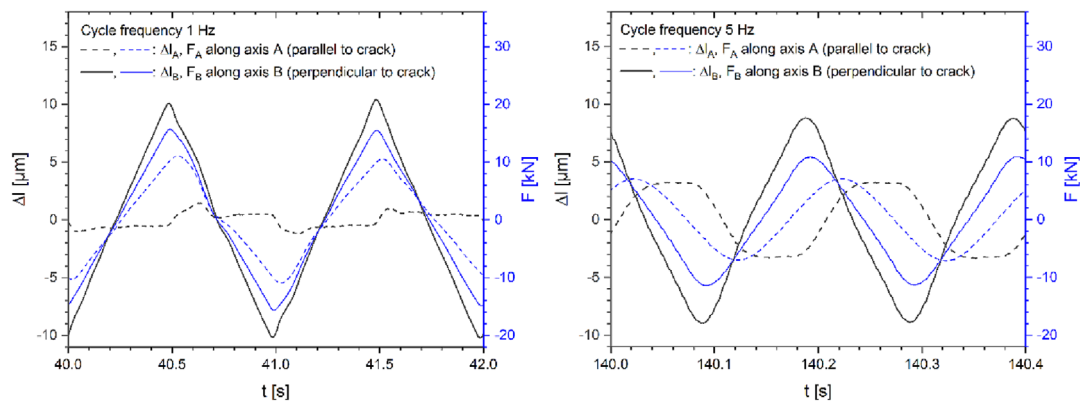 Cycle frequency 1 Hz
, : ΔlA, FA along axis A (parallel to crack)
, : ΔlB, FB along axis B (perpendicular to crack)
15
10
5
0
-5
-10
Δl [µm]
30
20
10
0
-10
-20
F [kN]
40.0 40.5 41.0 41.5 42.0
t [s]
Cycle frequency 5 Hz
, : ΔlA, FA along axis A (parallel to crack)
, : ΔlB, FB along axis B (perpendicular to crack)
15
10
5
0
-5
-10
Δl [µm]
30
20
10
0
-10
-20
F [kN]
140.0 140.1 140.2 140.3 140.4
t [s]